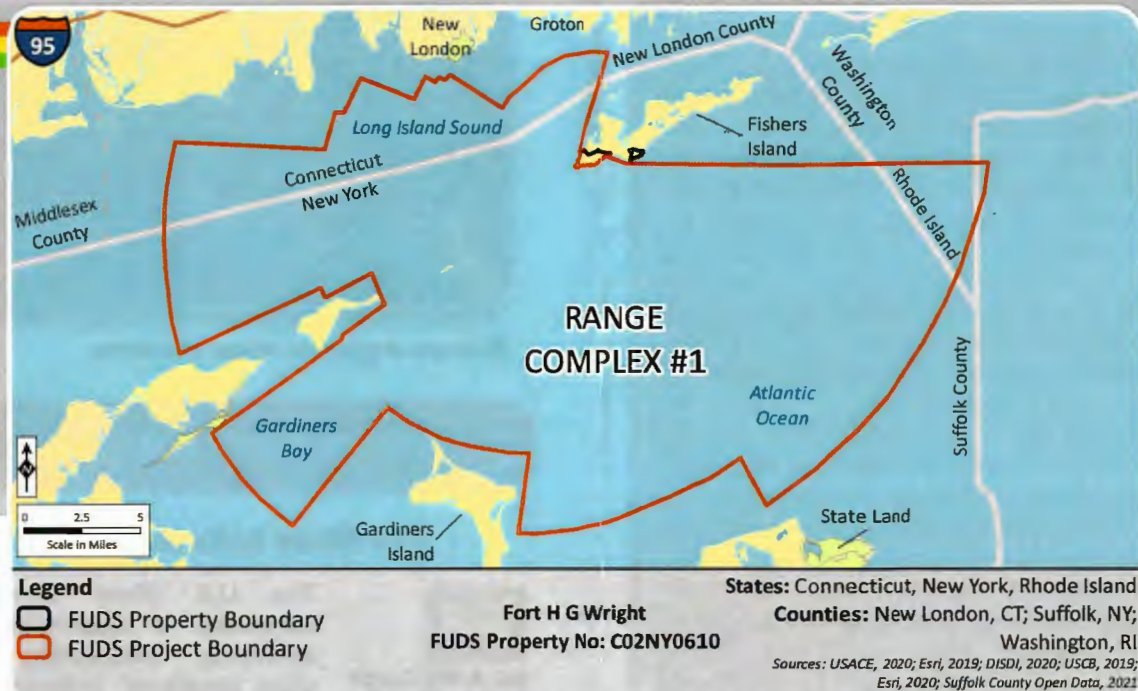 95
New
London
Groton
New London County
Washington
County
Long Island Sound
Fishers
Island
Connecticut
New York
Rhode Island
Middlesex
County
RANGE
COMPLEX #1
Atlantic
Ocean
Suffolk County
Gardiners
Bay
N
0 2.5 5
Scale in Miles
Gardiners
Island
State Land
Legend
FUDS Property Boundary
FUDS Project Boundary
Fort H G Wright
FUDS Property No: C02NY0610
States: Connecticut, New York, Rhode Island
Counties: New London, CT; Suffolk, NY;
Washington, RI
Sources: USACE, 2020; Esri, 2019; DISDI, 2020; USCB, 2019;
Esri, 2020; Suffolk County Open Data, 2021